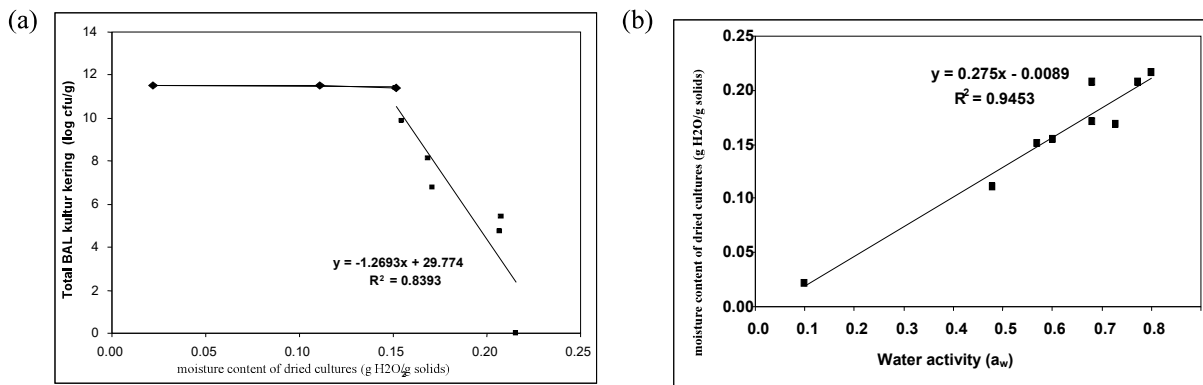 (a)
14
12
10
8
6
4
2
0
Total BAL kultur kering (log cfu/g)
y = -1.2693x + 29.774
R² = 0.8393
0.00 0.05 0.10 0.15 0.20 0.25
moisture content of dried cultures (g H2O/g solids)
(b)
0.25
0.20
0.15
0.10
0.05
0.00
moisture content of dried cultures (g H2O/g solids)
y = 0.275x - 0.0089
R² = 0.9453
0.0 0.1 0.2 0.3 0.4 0.5 0.6 0.7 0.8
Water activity (aw)